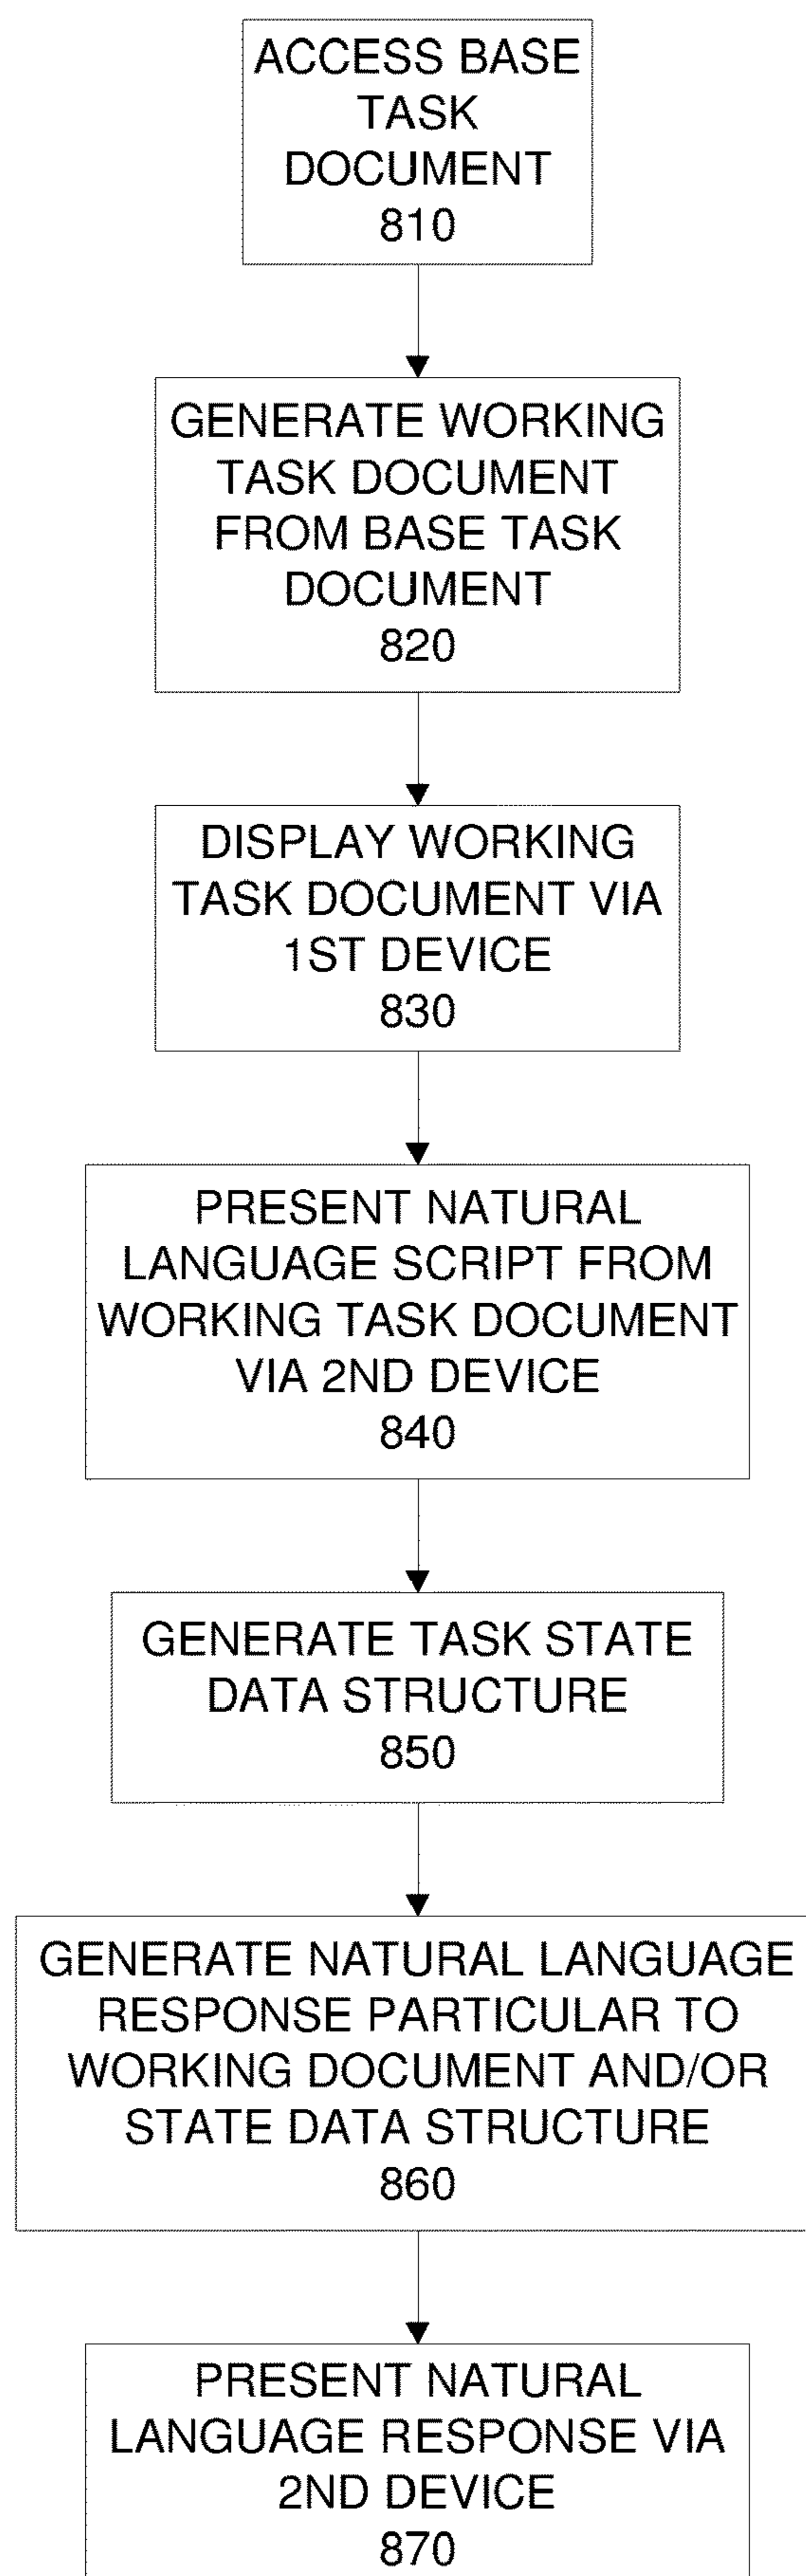 ACCESS BASE
TASK
DOCUMENT
810
GENERATE WORKING
TASK DOCUMENT
FROM BASE TASK
DOCUMENT
820
DISPLAY WORKING
TASK DOCUMENT VIA
1ST DEVICE
830
PRESENT NATURAL
LANGUAGE SCRIPT FROM
WORKING TASK DOCUMENT
VIA 2ND DEVICE
840
GENERATE TASK STATE
DATA STRUCTURE
850
GENERATE NATURAL LANGUAGE
RESPONSE PARTICULAR TO
WORKING DOCUMENT AND/OR
STATE DATA STRUCTURE
860
PRESENT NATURAL
LANGUAGE RESPONSE VIA
2ND DEVICE
870